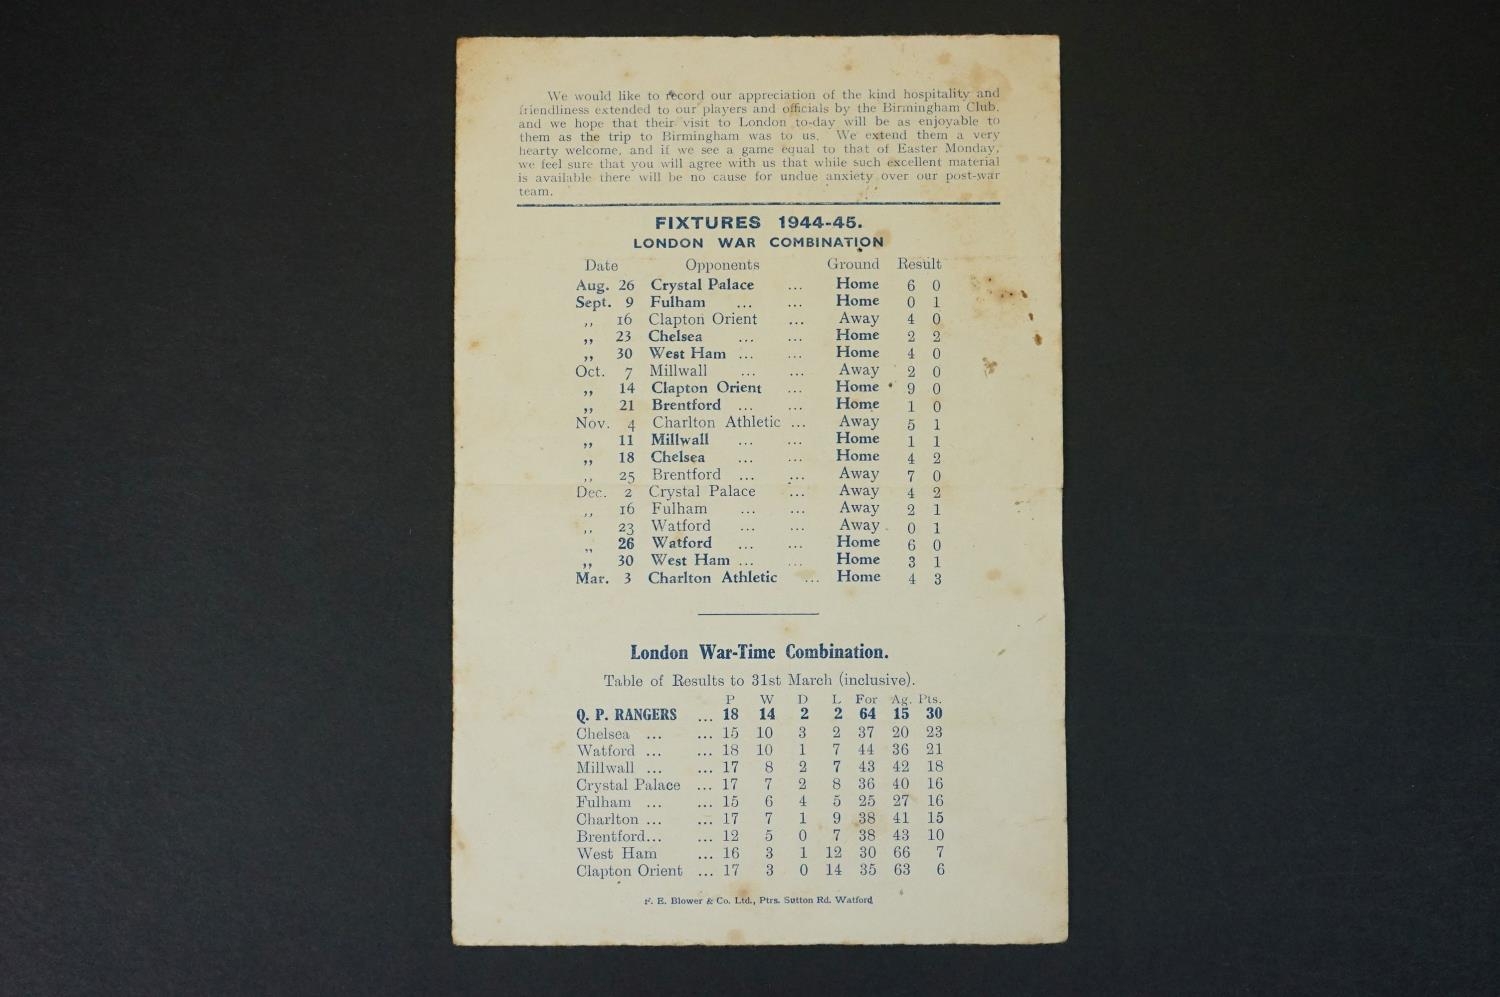 We would like to record our appreciation of the kind hospitality and
friendliness extended to our players and officials by the Birmingham Club,
and we hope that their visit to London to-day will be as enjoyable to
them as the trip to Birmingham was to us. We extend them a very
hearty welcome, and if we see a game equal to that of Easter Monday,
we feel sure that you will agree with us that while such excellent material
is available there will be no cause for undue anxiety over our post-war
team.
FIXTURES 1944-45.
LONDON WAR COMBINATION
Date Opponents Ground Result
Aug. 26 Crystal Palace ... Home 6 0
Sept. 9 Fulham ... ... Home 0 1
,, 16 Clapton Orient ... Away 4 0
,, 23 Chelsea ... ... Home 2 2
,, 30 West Ham ... ... Home 4 0
Oct. 7 Millwall ... ... Away 2 0
,, 14 Clapton Orient ... Home 9 0
,, 21 Brentford ... ... Home 1 0
Nov. 4 Charlton Athletic ... Away 5 1
,, 11 Millwall ... ... Home 1 1
,, 18 Chelsea ... ... Home 4 2
,, 25 Brentford ... ... Away 7 0
Dec. 2 Crystal Palace ... Away 4 2
,, 16 Fulham ... ... Away 2 1
,, 23 Watford ... ... Away 0 1
,, 26 Watford ... ... Home 6 0
,, 30 West Ham ... ... Home 3 1
Mar. 3 Charlton Athletic ... Home 4 3
London War-Time Combination.
Table of Results to 31st March (inclusive).
P W D L For Ag. Pts.
Q. P. RANGERS ... 18 14 2 2 64 15 30
Chelsea ... ... 15 10 3 2 37 20 23
Watford ... ... 18 10 1 7 44 36 21
Millwall ... ... 17 8 2 7 43 42 18
Crystal Palace ... 17 7 2 8 36 40 16
Fulham ... ... 15 6 4 5 25 27 16
Charlton ... ... 17 7 1 9 38 41 15
Brentford... ... 12 5 0 7 38 43 10
West Ham ... 16 3 1 12 30 66 7
Clapton Orient ... 17 3 0 14 35 63 6
F. E. Blower & Co. Ltd., Ptrs. Sutton Rd. Watford